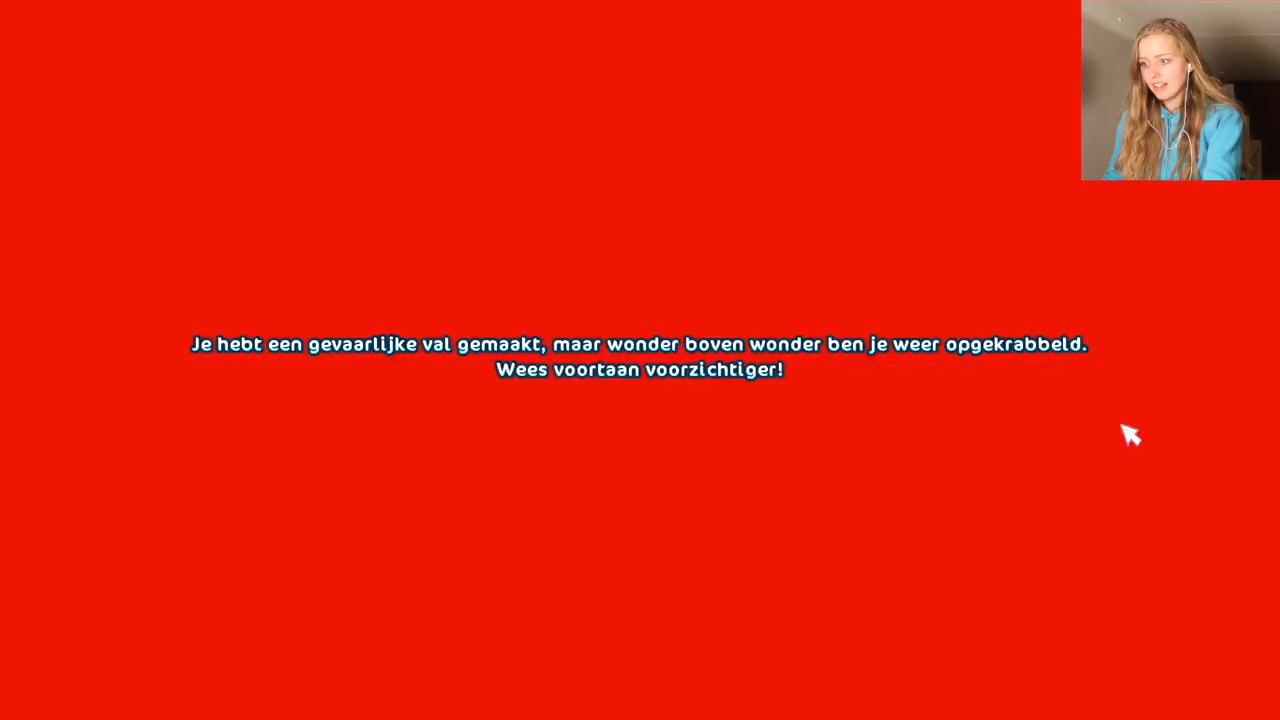 Je hebt een gevaarlijke val gemaakt, maar wonder boven wonder ben je weer opgekrabbeld.
Wees voortaan voorzichtiger!